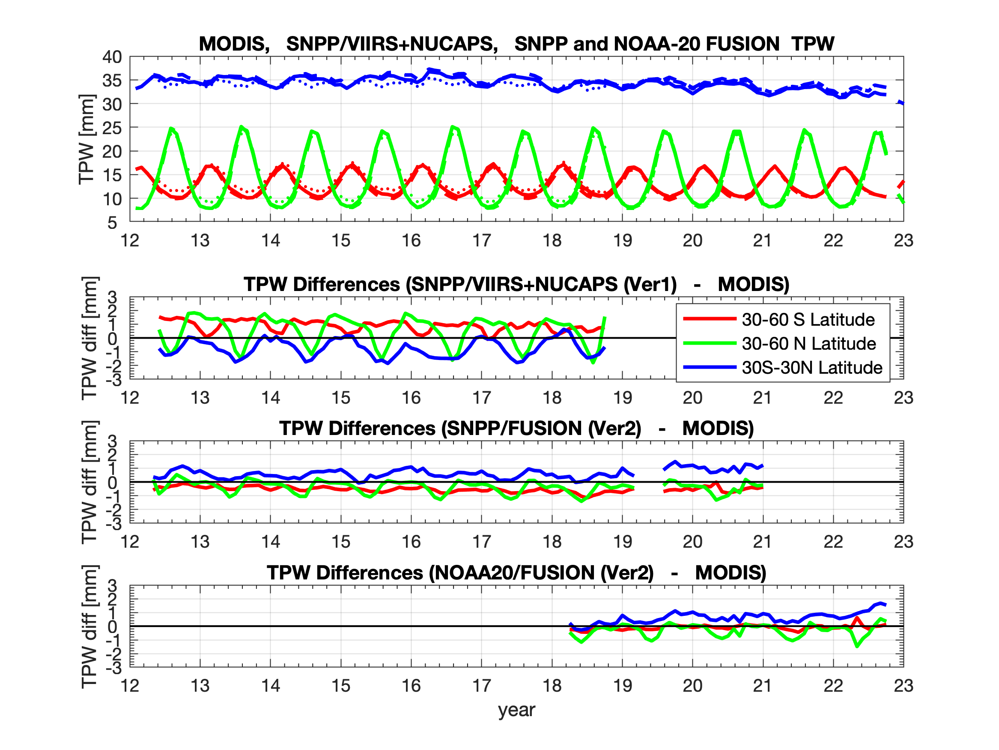 MODIS, SNPP/VIIRS+NUCAPS, SNPP and NOAA-20 FUSION TPW
TPW [mm]
40
35
30
25
20
15
10
5
12 13 14 15 16 17 18 19 20 21 22 23
TPW Differences (SNPP/VIIRS+NUCAPS (Ver1) - MODIS)
TPW diff [mm]
3
2
1
0
-1
-2
-3
30-60 S Latitude
30-60 N Latitude
30S-30N Latitude
12 13 14 15 16 17 18 19 20 21 22 23
TPW Differences (SNPP/FUSION (Ver2) - MODIS)
TPW diff [mm]
3
2
1
0
-1
-2
-3
12 13 14 15 16 17 18 19 20 21 22 23
TPW Differences (NOAA20/FUSION (Ver2) - MODIS)
TPW diff [mm]
3
2
1
0
-1
-2
-3
12 13 14 15 16 17 18 19 20 21 22 23
year